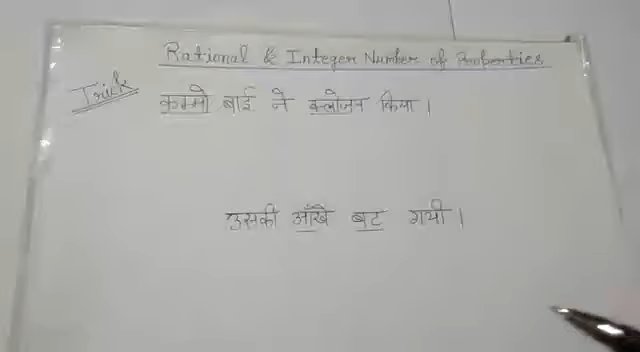 Rational & Integer Number of Properties
Trick
कम्मो बाई ने क्लोजन किया।
उसकी आँखे बट गयी।